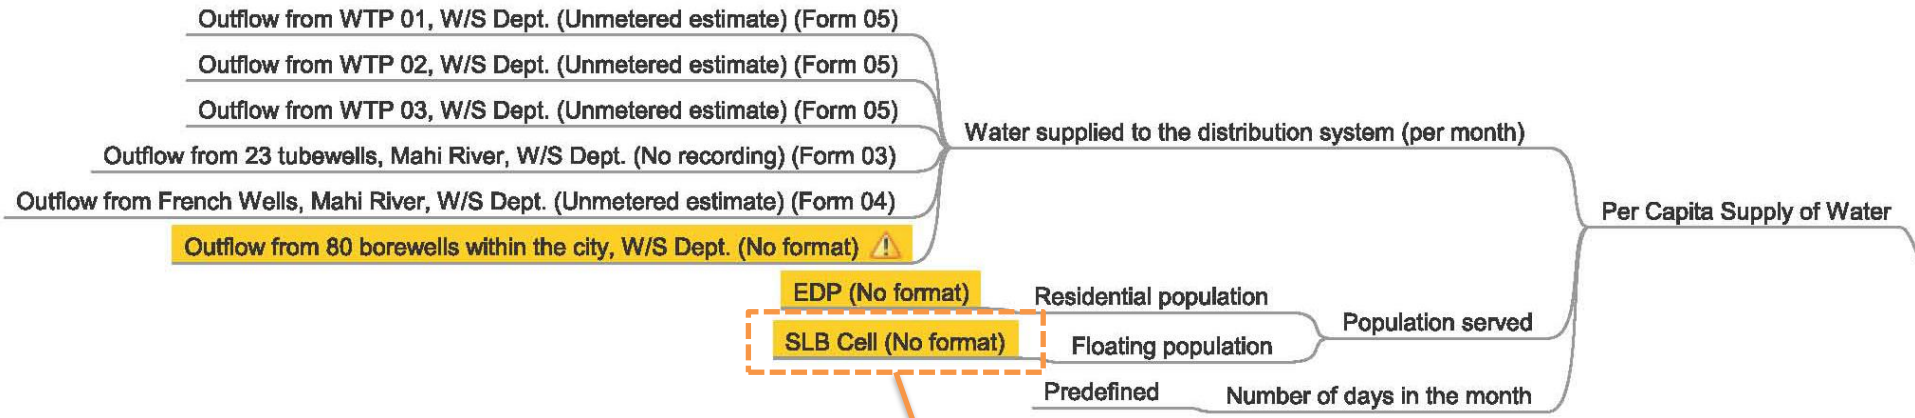 Outflow from WTP 01, W/S Dept. (Unmetered estimate) (Form 05)
Outflow from WTP 02, W/S Dept. (Unmetered estimate) (Form 05)
Outflow from WTP 03, W/S Dept. (Unmetered estimate) (Form 05)
Outflow from 23 tubewells, Mahi River, W/S Dept. (No recording) (Form 03)
Outflow from French Wells, Mahi River, W/S Dept. (Unmetered estimate) (Form 04)
Outflow from 80 borewells within the city, W/S Dept. (No format)
Water supplied to the distribution system (per month)
EDP (No format)
Residential population
SLB Cell (No format)
Floating population
Population served
Predefined
Number of days in the month
Per Capita Supply of Water